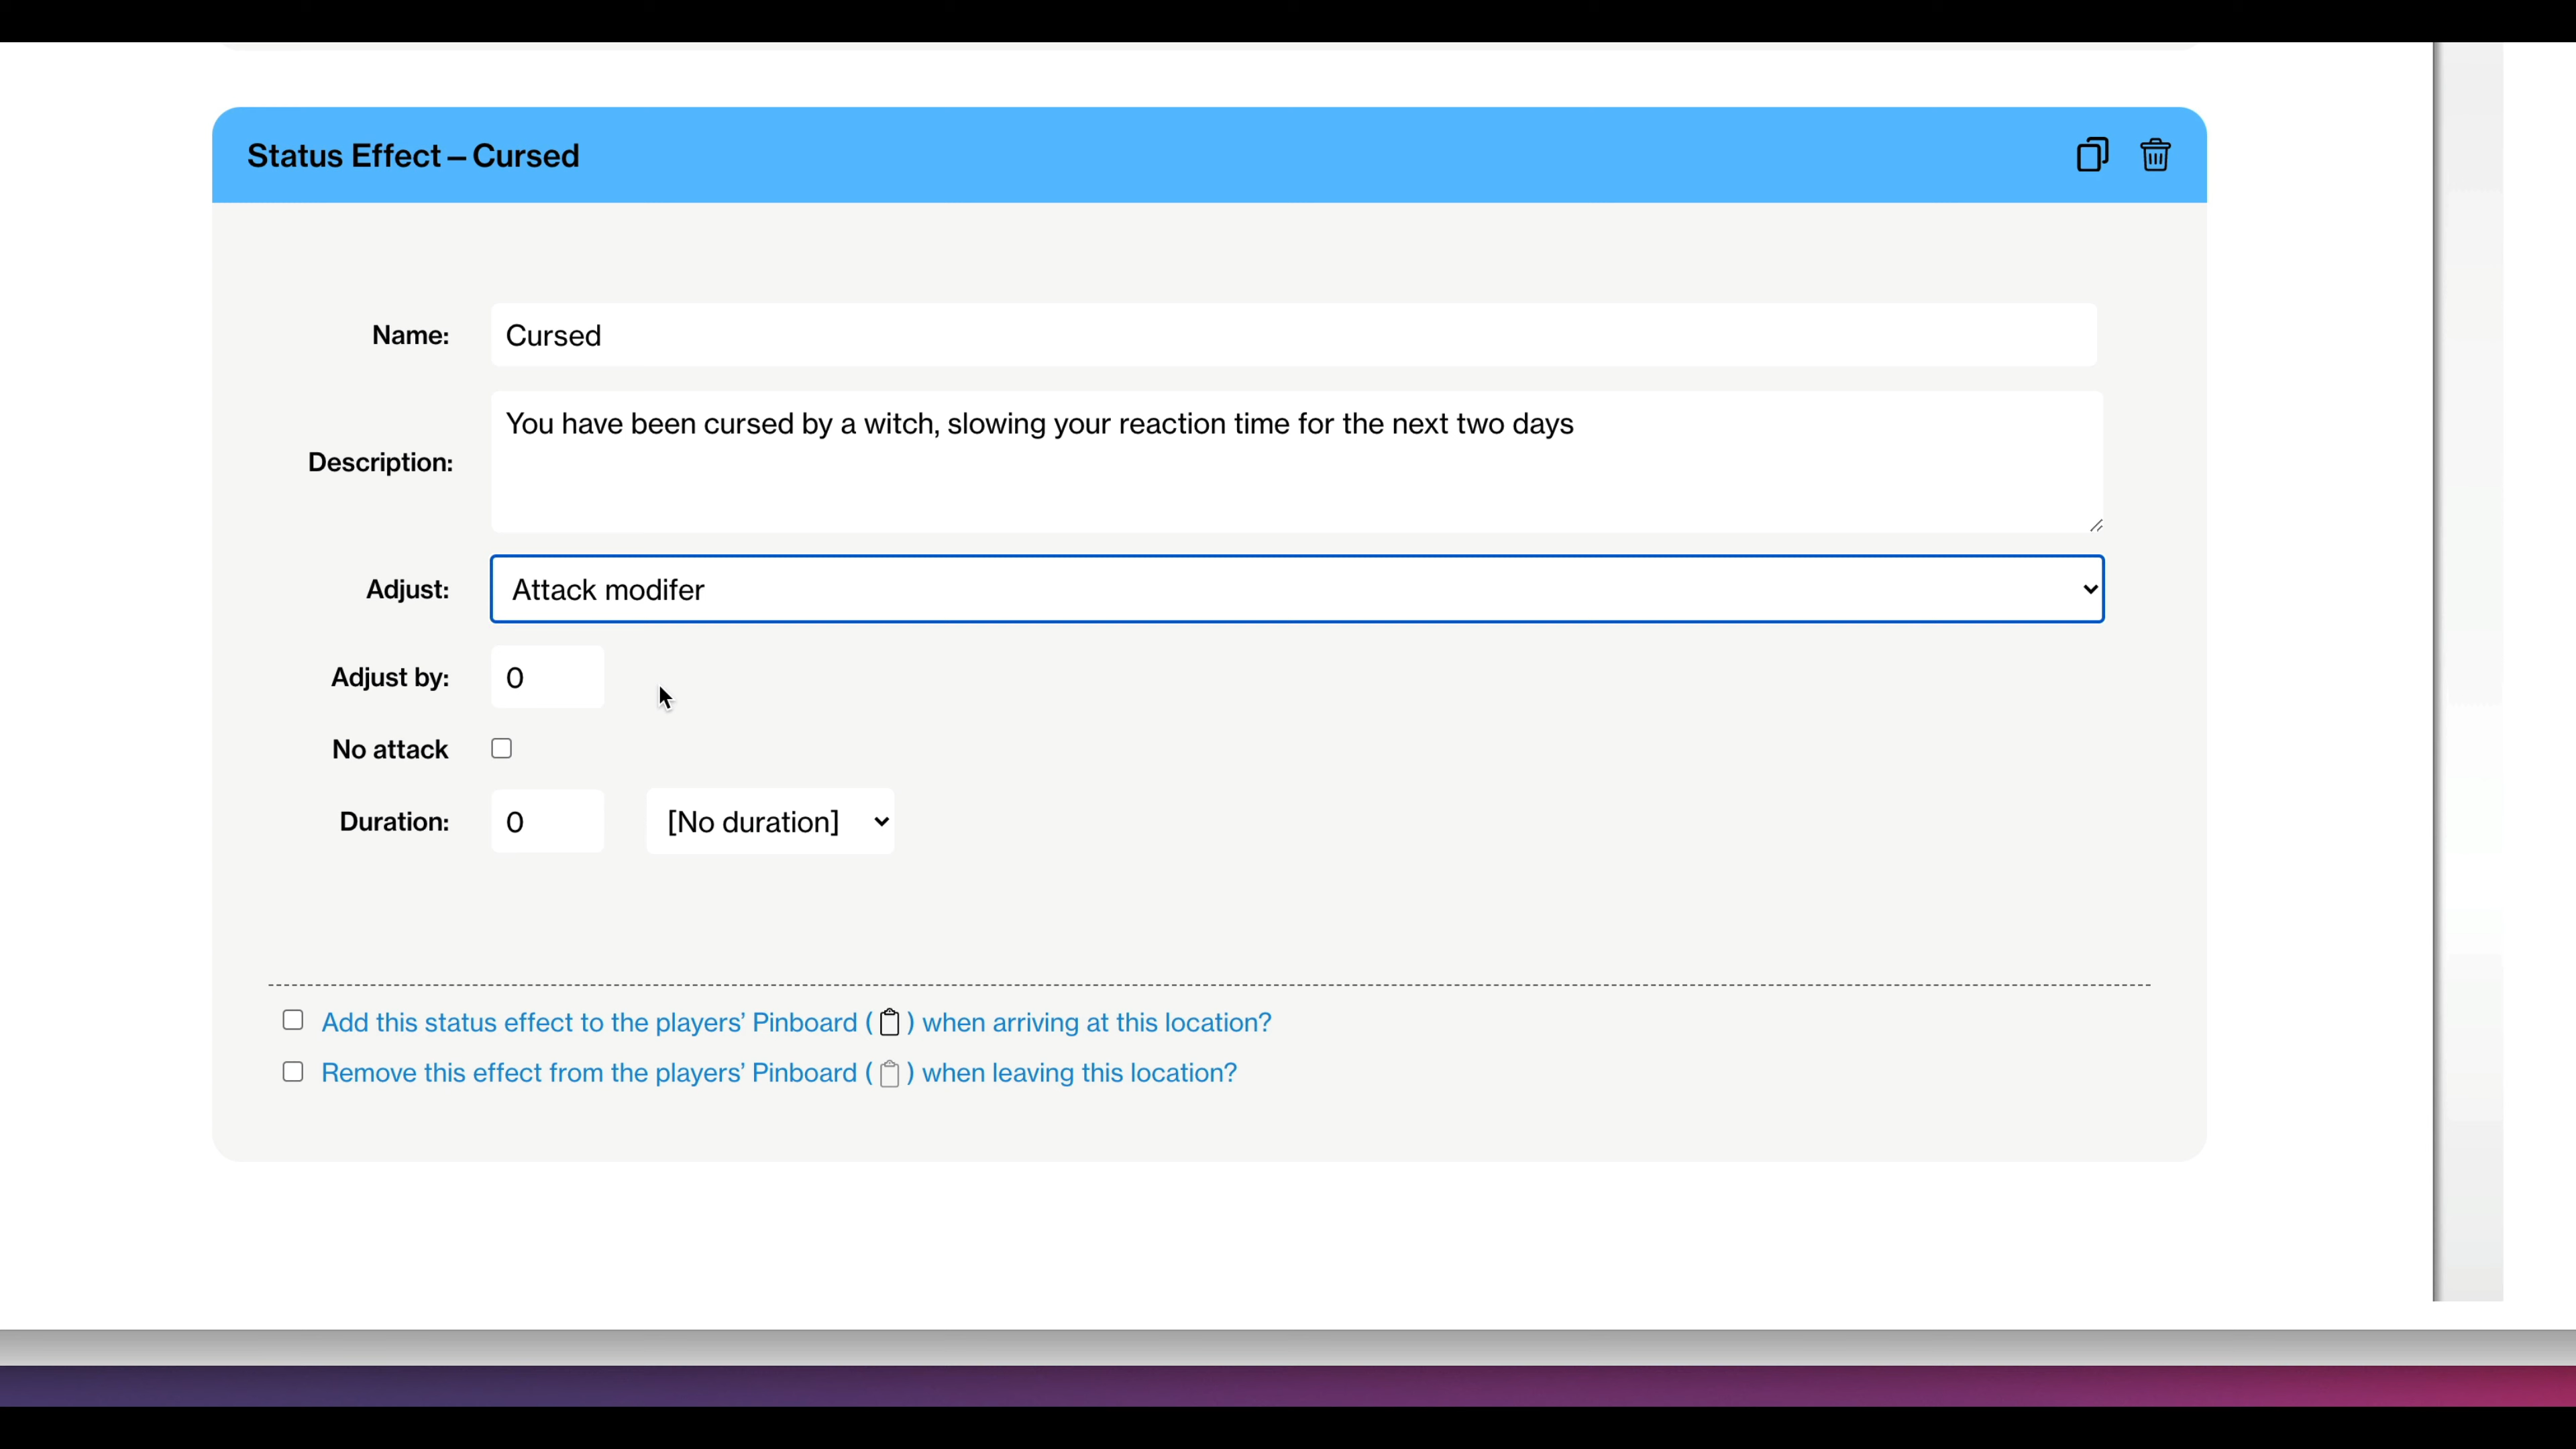 Status Effect – Cursed
Name: Cursed
Description: You have been cursed by a witch, slowing your reaction time for the next two days
Adjust: Attack modifer
Adjust by: 0
No attack
Duration: 0 [No duration]
Add this status effect to the players’ Pinboard ( ) when arriving at this location?
Remove this effect from the players’ Pinboard ( ) when leaving this location?